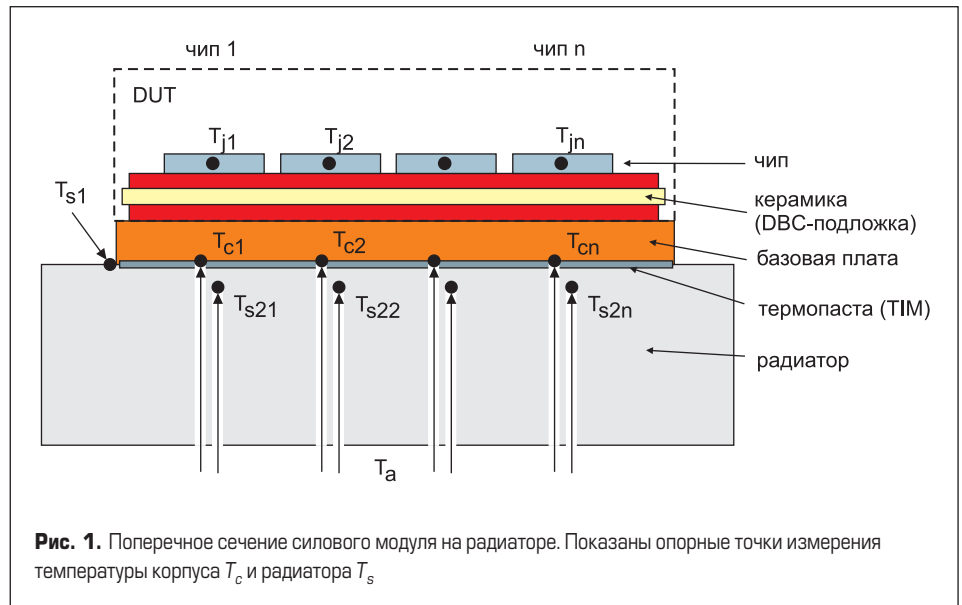 чип 1
чип n
DUT
Tj1
Tj2
Tjn
чип
Ts1
керамика
(DBC-подложка)
Tc1
Tc2
Tcn
базовая плата
Ts21
Ts22
Ts2n
термопаста (TIM)
радиатор
Ta
Рис. 1. Поперечное сечение силового модуля на радиаторе. Показаны опорные точки измерения
температуры корпуса Tc и радиатора Ts